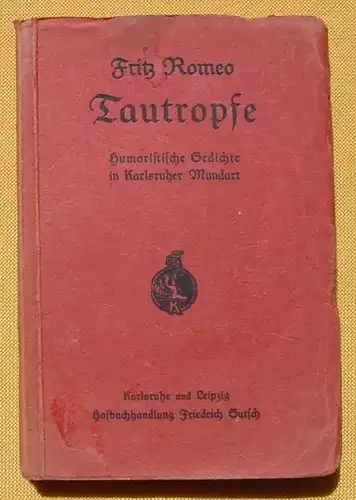 Fritz Romeo
Tautropfe
Humoristische Gedichte
in Karlsruher Mundart
K
Karlsruhe und Leipzig
Hofbuchhandlung Friedrich Gutsch